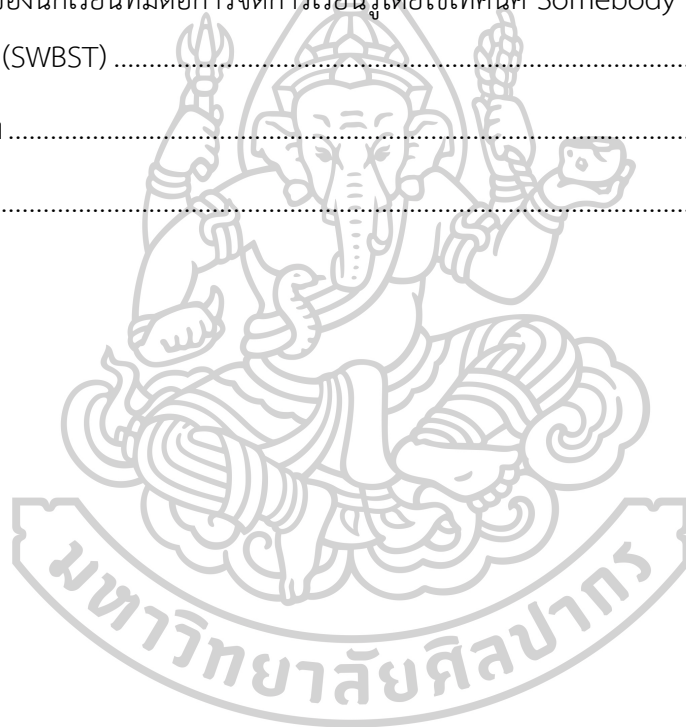 องนักเรียนที่มีต่อการจัดการเรียนรู้โดยใช้เทคนิค Somebody
(SWBST) ........................................................................................
................................................................................................
................................................................................................
มหาวิทยาลัยศิลปากร